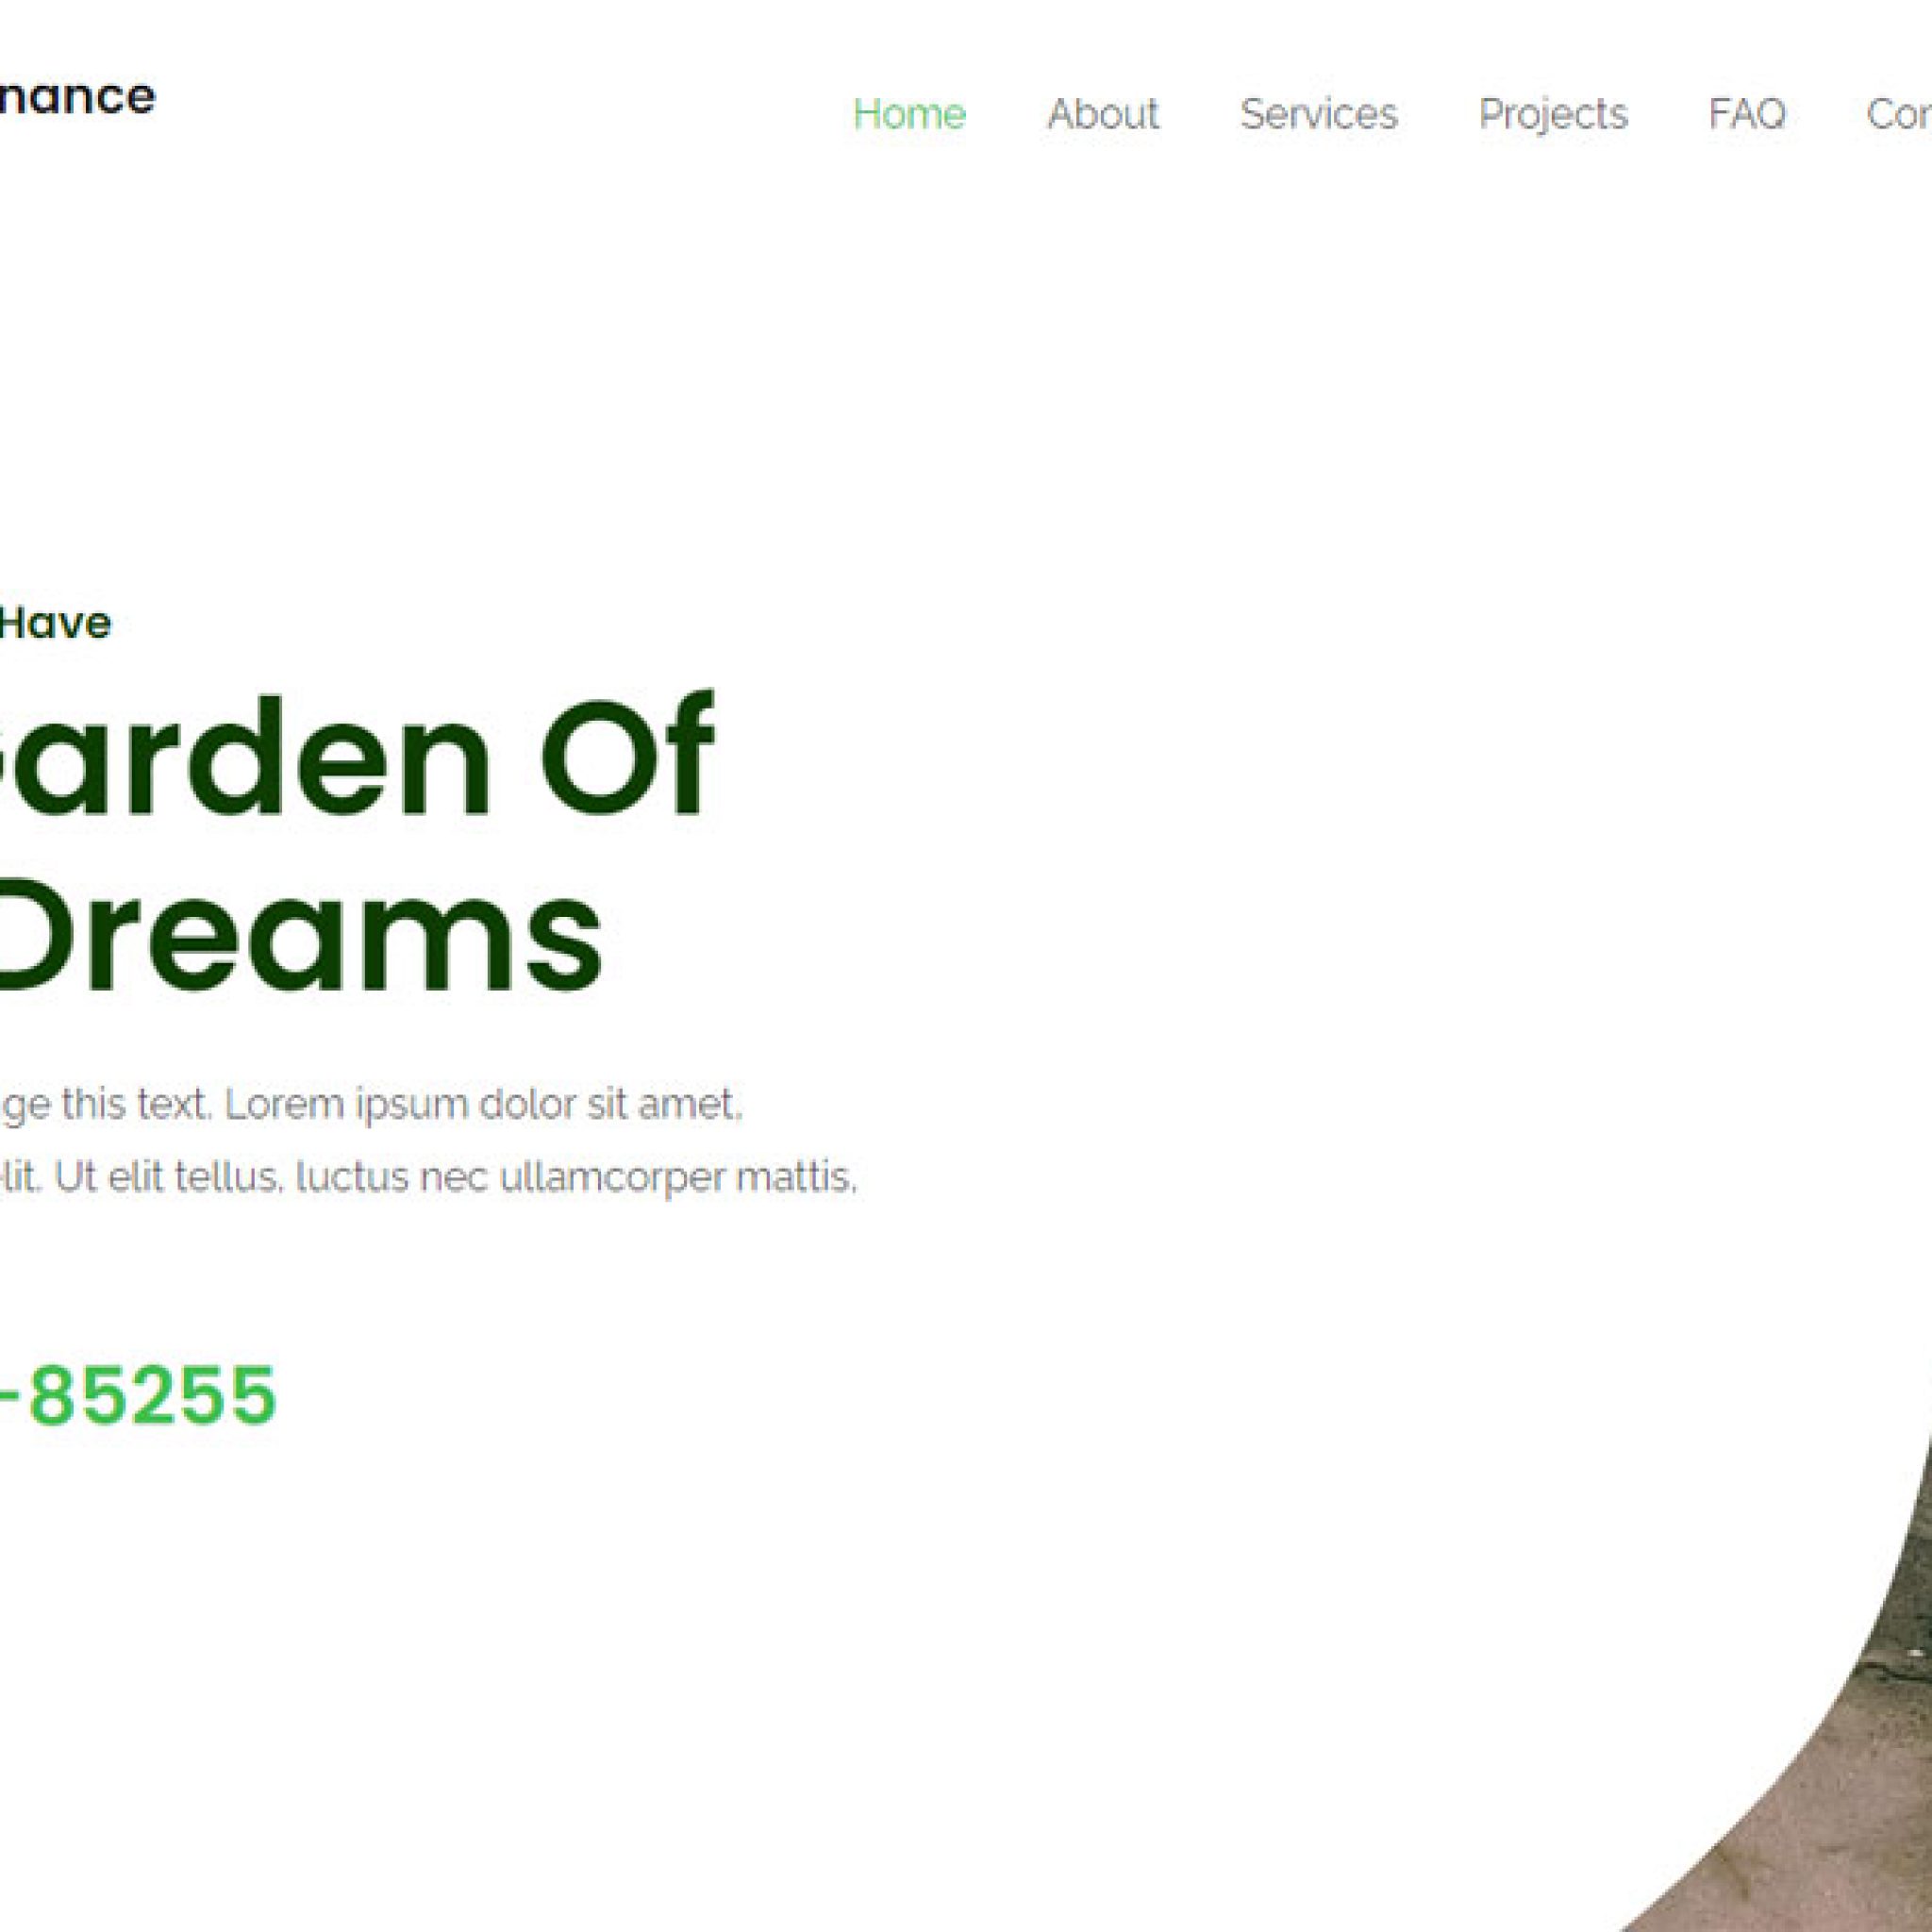 nance
Home About Services Projects FAQ
Have
arden Of
Dreams
ge this text. Lorem ipsum dolor sit amet,
lit. Ut elit tellus, luctus nec ullamcorper mattis,
-85255